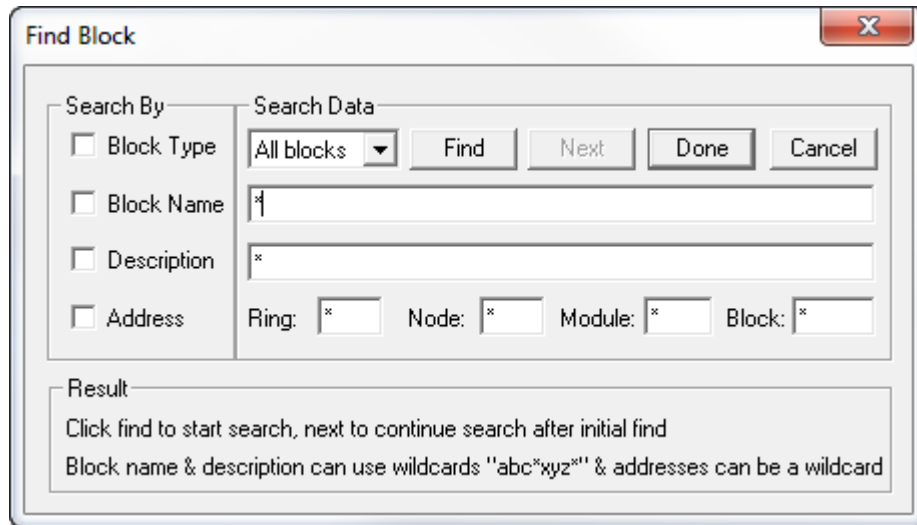 Find Block
Search By
Search Data
Block Type
All blocks
Find
Next
Done
Cancel
Block Name
*
Description
*
Address
Ring: *
Node: *
Module: *
Block: *
Result
Click find to start search, next to continue search after initial find
Block name & description can use wildcards "abc*xyz*" & addresses can be a wildcard